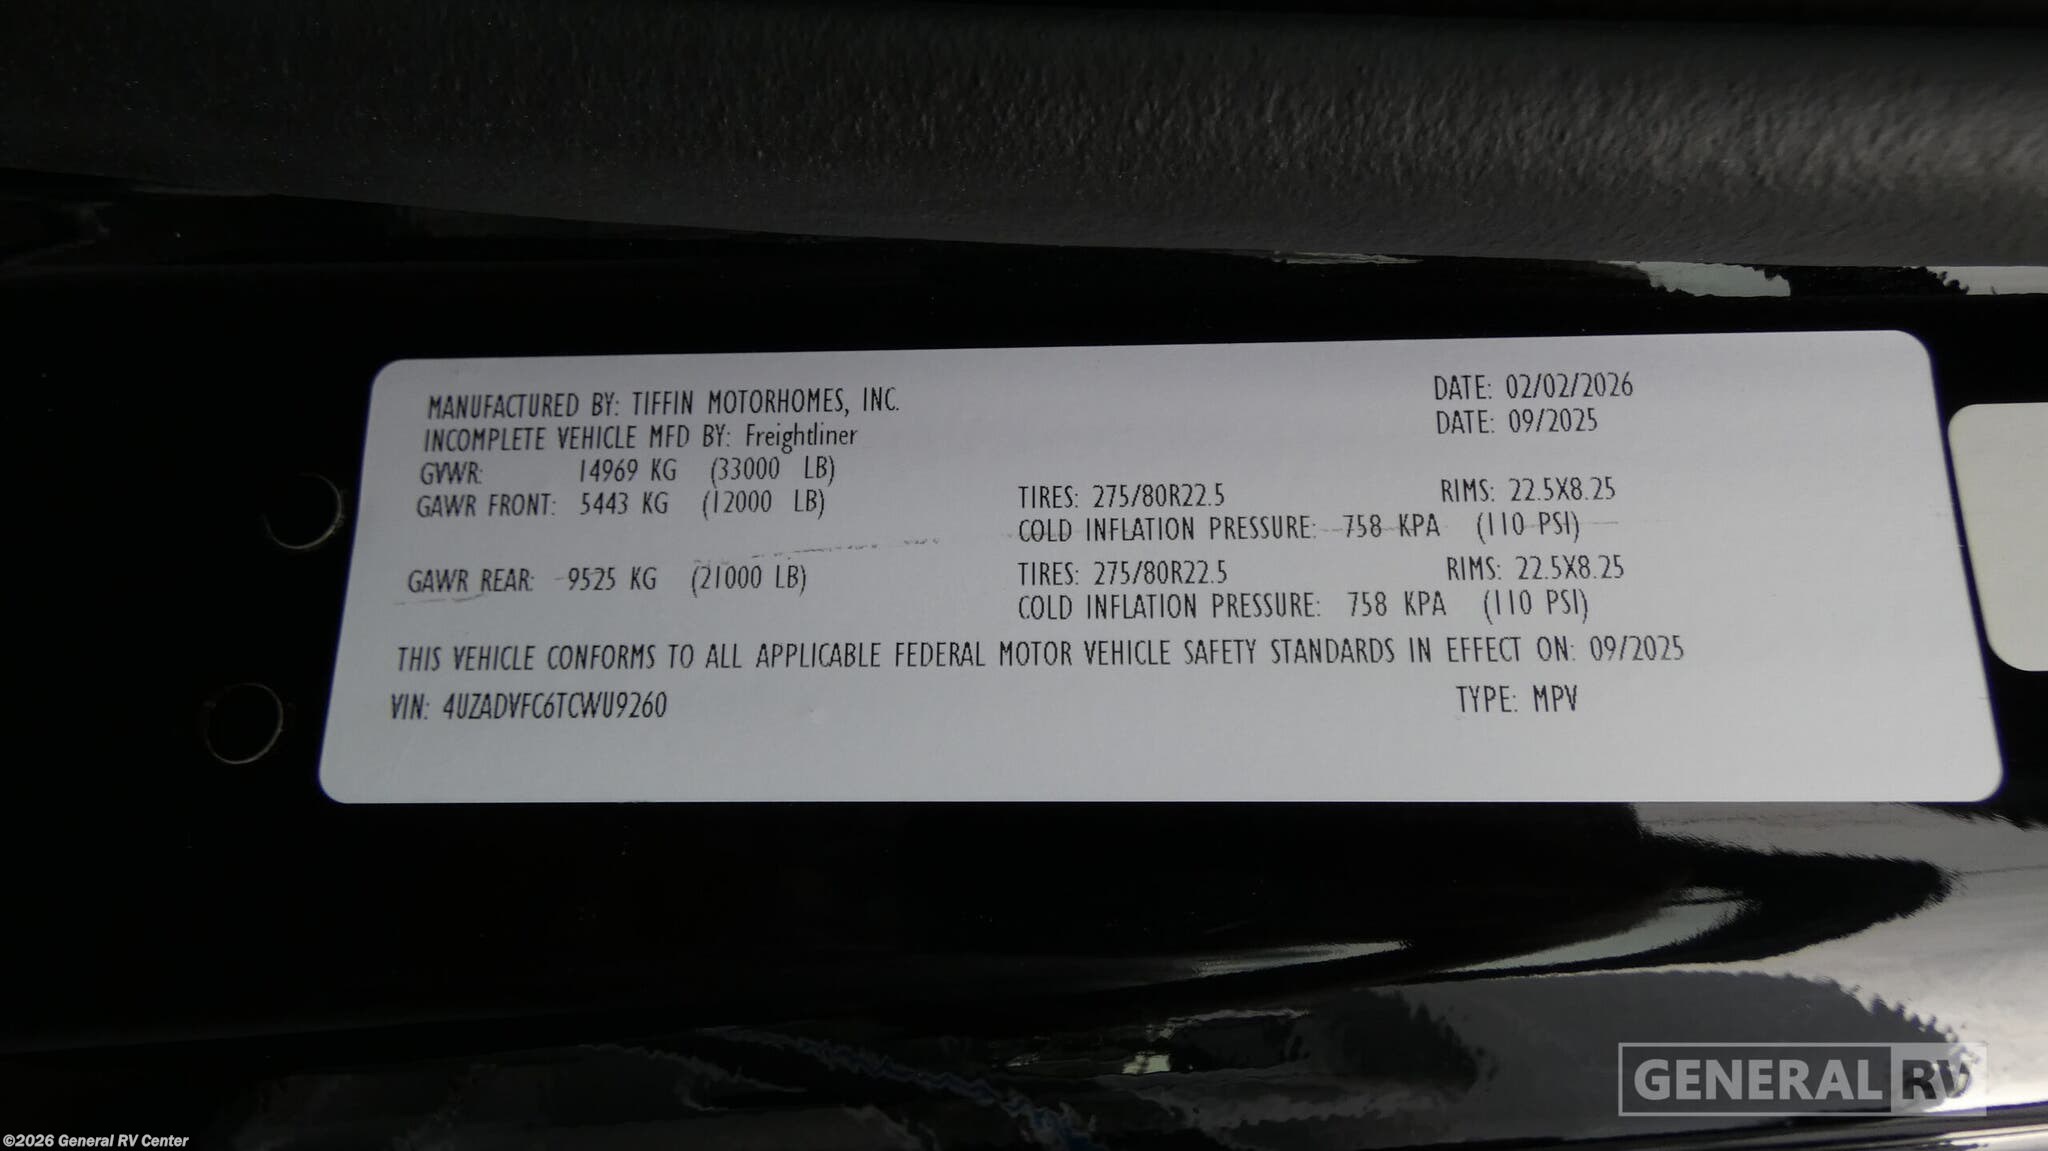 MANUFACTURED BY: TIFFIN MOTORHOMES, INC. DATE: 02/02/2026
INCOMPLETE VEHICLE MFD BY: Freightliner DATE: 09/2025
GVWR: 14969 KG (33000 LB)
GAWR FRONT: 5443 KG (12000 LB) TIRES: 275/80R22.5 RIMS: 22.5X8.25
COLD INFLATION PRESSURE: 758 KPA (110 PSI)
GAWR REAR: 9525 KG (21000 LB) TIRES: 275/80R22.5 RIMS: 22.5X8.25
COLD INFLATION PRESSURE: 758 KPA (110 PSI)
THIS VEHICLE CONFORMS TO ALL APPLICABLE FEDERAL MOTOR VEHICLE SAFETY STANDARDS IN EFFECT ON: 09/2025
VIN: 4UZADVFC6TCWU9260 TYPE: MPV
GENERAL RV
©2026 General RV Center